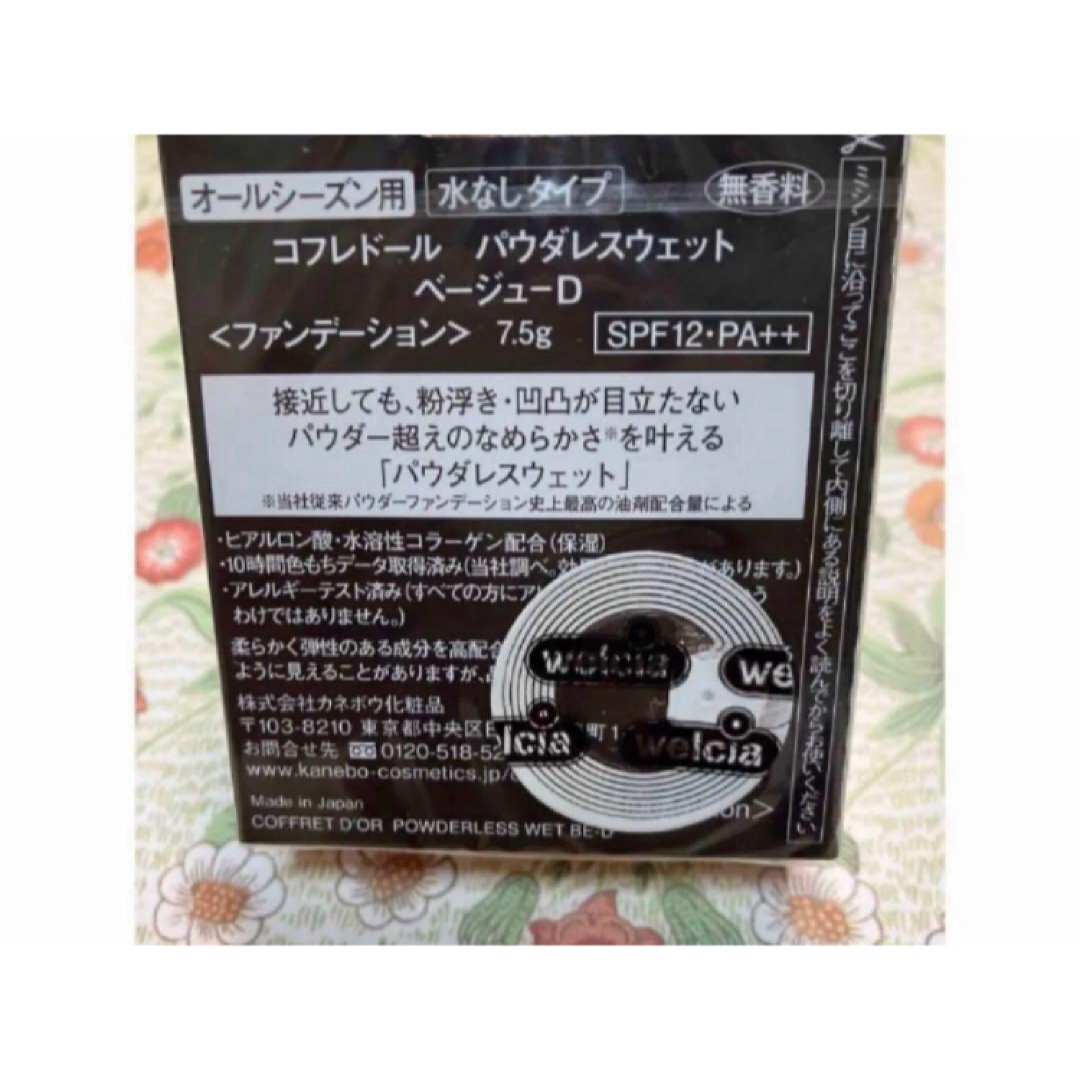 オールシーズン用 水なしタイプ 無香料
コフレドール パウダレスウェット
ベージュ-D
<ファンデーション> 7.5g SPF12・PA++
接近しても、粉浮き・凹凸が目立たない
パウダー超えのなめらかさ※を叶える
「パウダレスウェット」
※当社従来パウダーファンデーション史上最高の油剤配合量による
・ヒアルロン酸・水溶性コラーゲン配合(保湿)
・10時間色もちデータ取得済み(当社調べ。効 があります。)
・アレルギーテスト済み(すべての方にア
わけではありません。)
柔らかく弾性のある成分を高配合
ように見えることがありますが、
株式会社カネボウ化粧品
〒103-8210 東京都中央区 町1
お問合せ先 0120-518-52
www.kanebo-cosmetics.jp/
Made in Japan
COFFRET D'OR POWDERLESS WET BE-D
ion>
welcia
we
lcia
welcia
ミシン目に沿ってここを切り離して内側にある説明をよく読んでからお使いください